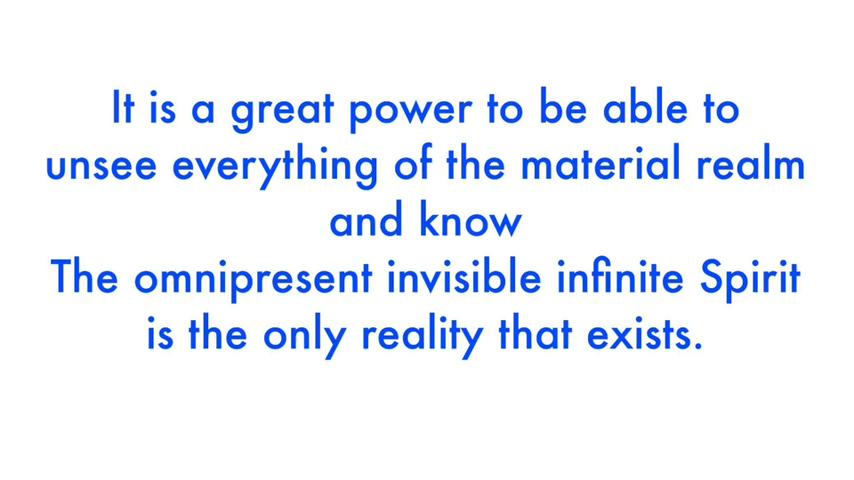 It is a great power to be able to
unsee everything of the material realm
and know
The omnipresent invisible infinite Spirit
is the only reality that exists.